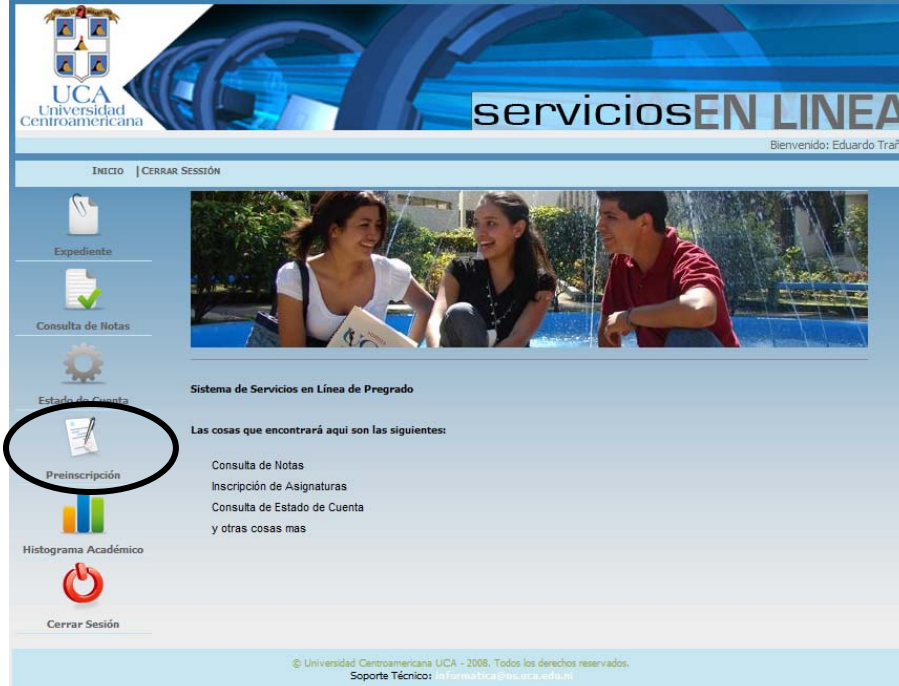 UCA
Universidad
Centroamericana
serviciosEN LINEA
Bienvenido: Eduardo Trañ
INICIO | CERRAR SESSIÓN
Expediente
Consulta de Notas
Estado de Cuenta
Preinscripción
Histograma Académico
Cerrar Sesión
Sistema de Servicios en Línea de Pregrado
Las cosas que encontrará aqui son las siguientes:
Consulta de Notas
Inscripción de Asignaturas
Consulta de Estado de Cuenta
y otras cosas mas
© Universidad Centroamericana UCA - 2008. Todos los derechos reservados.
Soporte Técnico: informatica@ns.uca.edu.ni